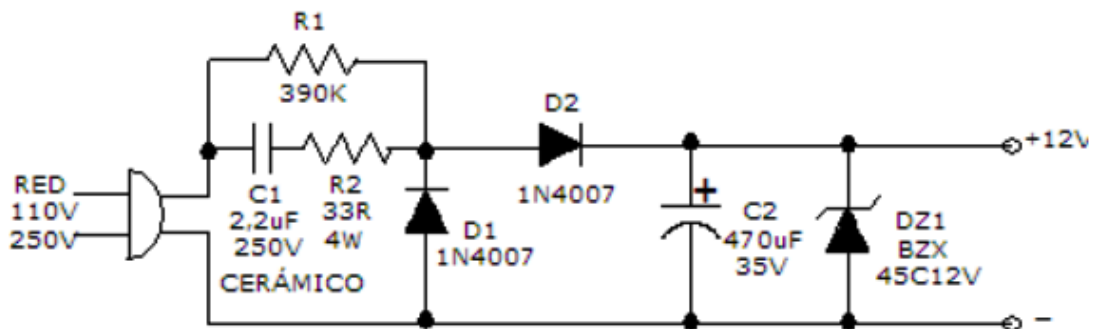 R1
390K
D2
1N4007
+12V
RED
110V
250V
C1
2,2uF
250V
CERÁMICO
R2
33R
4W
D1
1N4007
+
C2
470uF
35V
DZ1
BZX
45C12V
-